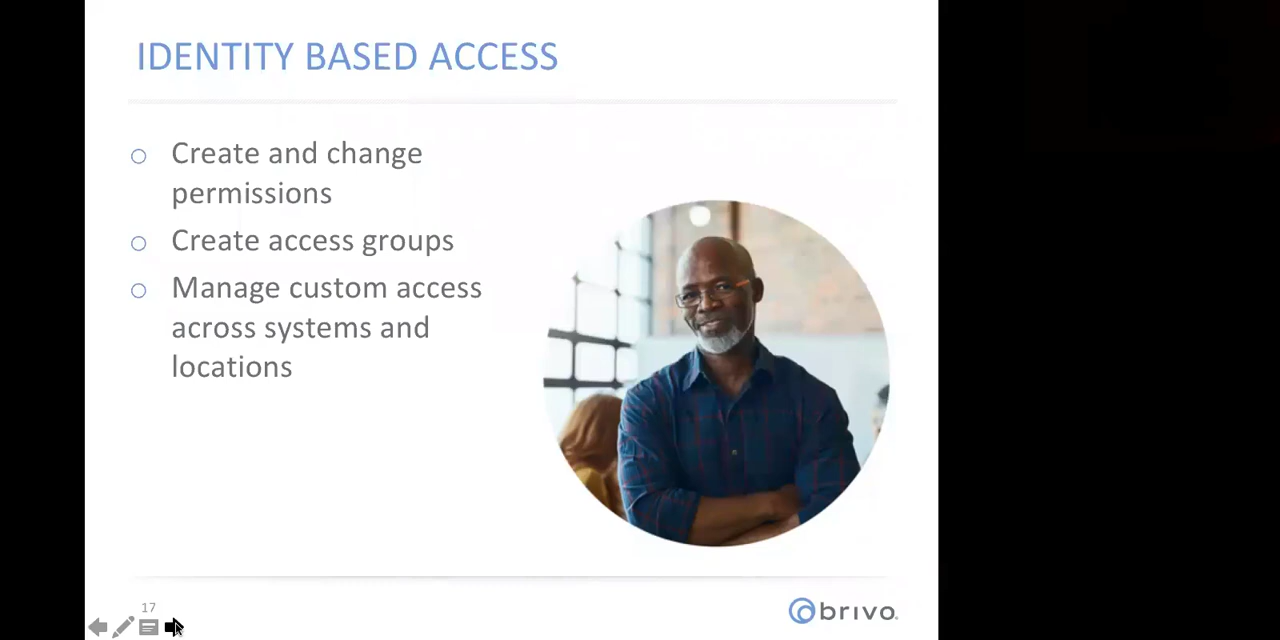 IDENTITY BASED ACCESS
Create and change
permissions
Create access groups
Manage custom access
across systems and
locations
17
brivo